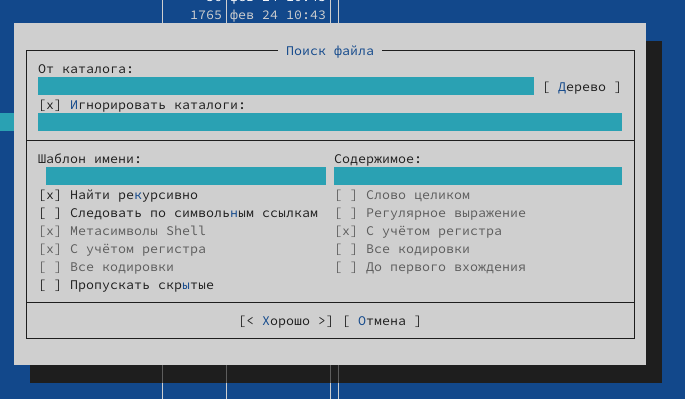 1765 фев 24 10:43
Поиск файла
От каталога:
[ Дерево ]
[x] Игнорировать каталоги:
Шаблон имени: Содержимое:
[x] Найти рекурсивно [ ] Слово целиком
[ ] Следовать по символьным ссылкам [ ] Регулярное выражение
[x] Метасимволы Shell [x] С учётом регистра
[x] С учётом регистра [ ] Все кодировки
[ ] Все кодировки [ ] До первого вхождения
[ ] Пропускать скрытые
[< Хорошо >] [ Отмена ]